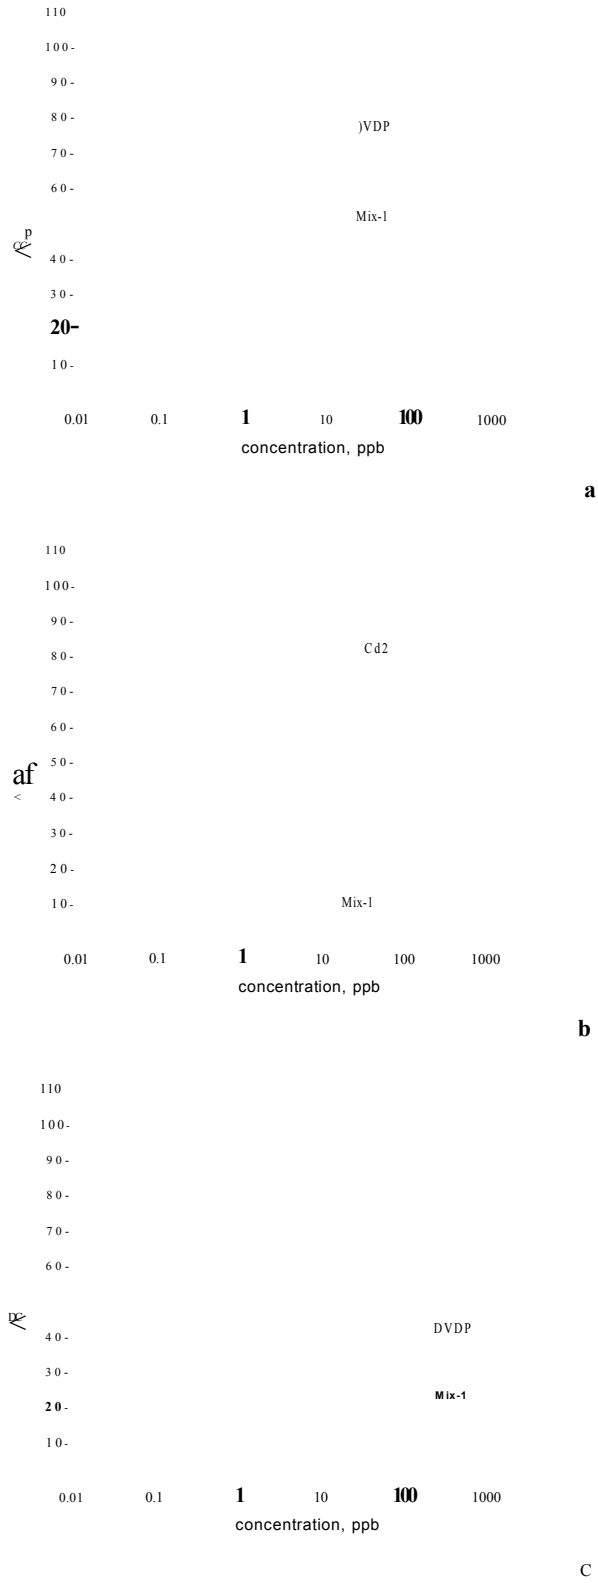 110
100-
90-
80-
)VDP
70-
60-
Mix-1
p
CC
<
40-
30-
20-
10-
0.01 0.1 1 10 100 1000
concentration, ppb
a
110
100-
90-
Cd2
80-
70-
60-
50-
af
<
40-
30-
20-
10-
Mix-1
0.01 0.1 1 10 100 1000
concentration, ppb
b
110
100-
90-
80-
70-
60-
DC
<
DVDP
40-
30-
Mix-1
20-
10-
0.01 0.1 1 10 100 1000
concentration, ppb
C